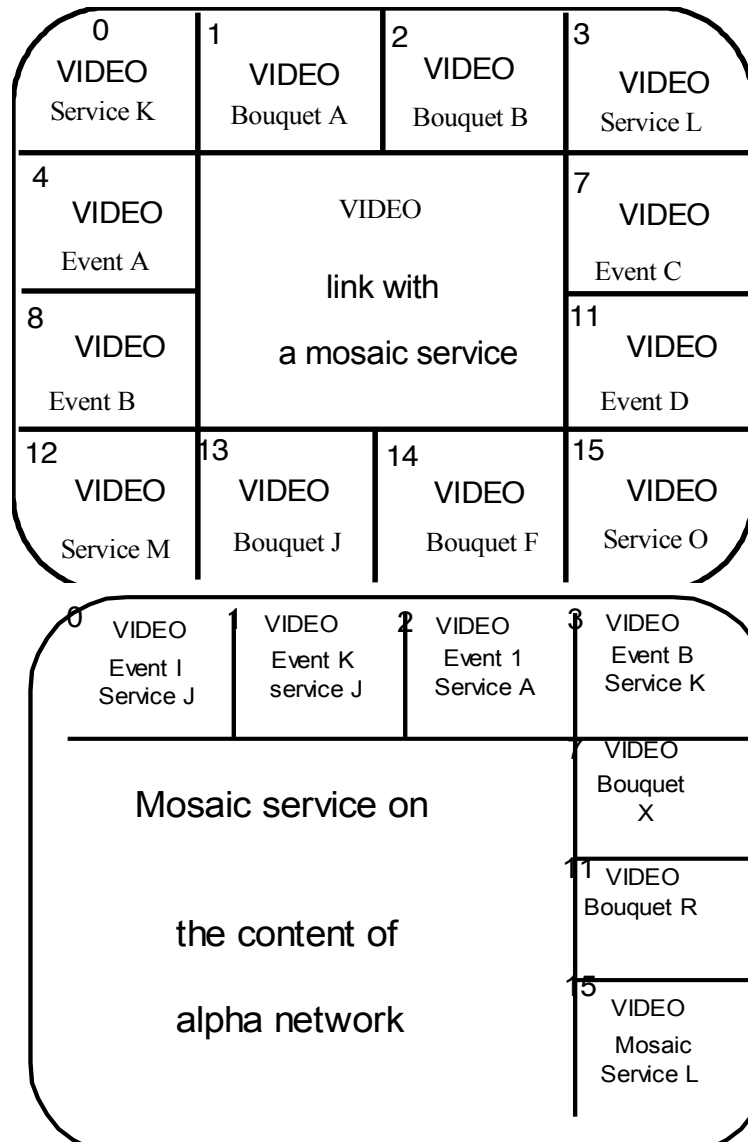 0
VIDEO
Service K
1
VIDEO
Bouquet A
2
VIDEO
Bouquet B
3
VIDEO
Service L
4
VIDEO
Event A
VIDEO
link with
a mosaic service
7
VIDEO
Event C
8
VIDEO
Event B
11
VIDEO
Event D
12
VIDEO
Service M
13
VIDEO
Bouquet J
14
VIDEO
Bouquet F
15
VIDEO
Service O
0
VIDEO
Event I
Service J
1
VIDEO
Event K
service J
2
VIDEO
Event 1
Service A
3
VIDEO
Event B
Service K
Mosaic service on
the content of
alpha network
7
VIDEO
Bouquet
X
11
VIDEO
Bouquet R
15
VIDEO
Mosaic
Service L